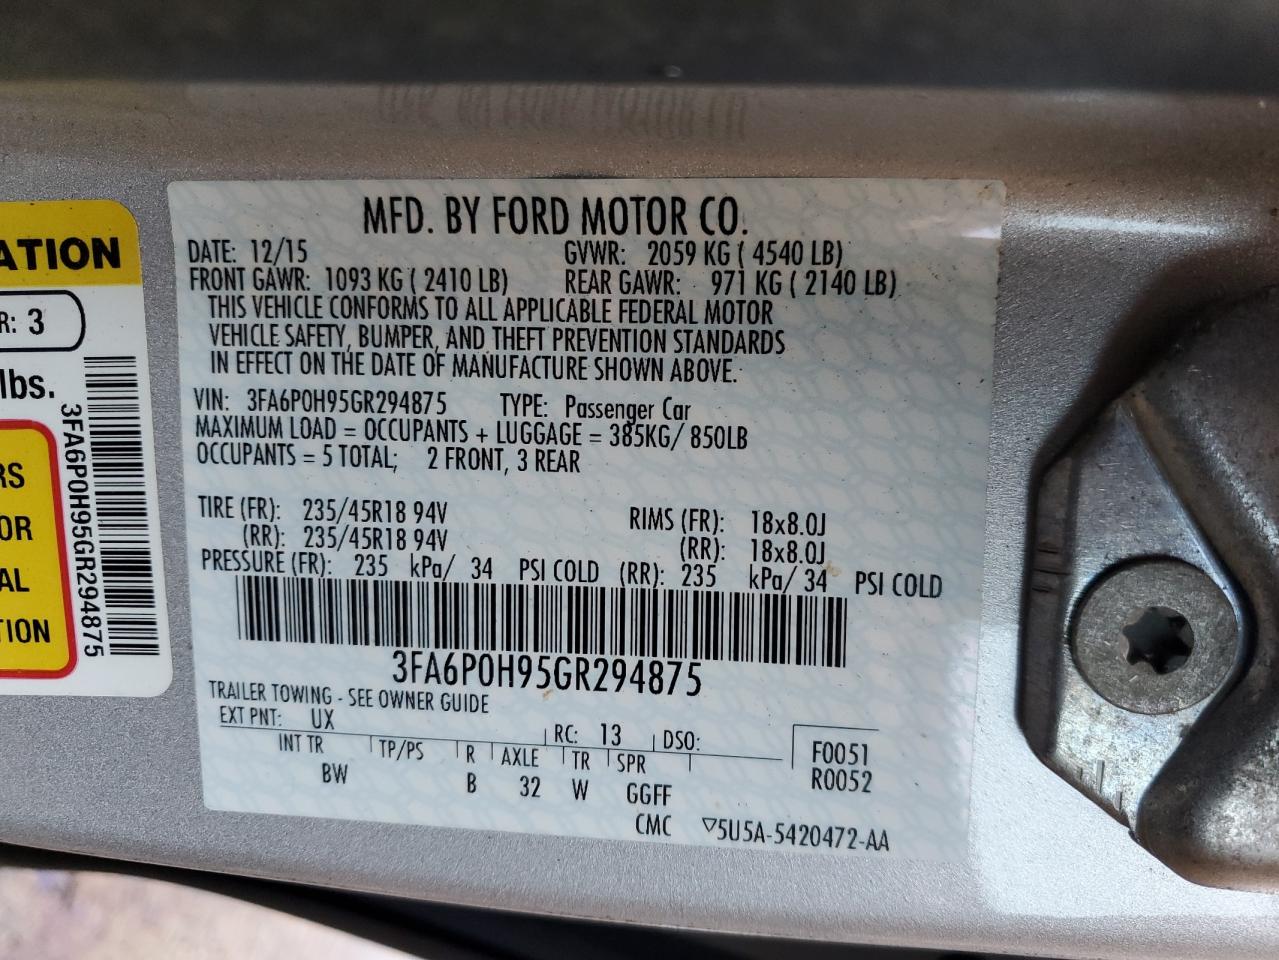 MFD. BY FORD MOTOR CO.
DATE: 12/15 GVWR: 2059 KG ( 4540 LB)
FRONT GAWR: 1093 KG ( 2410 LB) REAR GAWR: 971 KG ( 2140 LB)
THIS VEHICLE CONFORMS TO ALL APPLICABLE FEDERAL MOTOR
VEHICLE SAFETY, BUMPER, AND THEFT PREVENTION STANDARDS
IN EFFECT ON THE DATE OF MANUFACTURE SHOWN ABOVE.
VIN: 3FA6P0H95GR294875 TYPE: Passenger Car
MAXIMUM LOAD = OCCUPANTS + LUGGAGE = 385KG/ 850LB
OCCUPANTS = 5 TOTAL; 2 FRONT, 3 REAR
TIRE (FR): 235/45R18 94V RIMS (FR): 18x8.0J
(RR): 235/45R18 94V (RR): 18x8.0J
PRESSURE (FR): 235 kPa/ 34 PSI COLD (RR): 235 kPa/ 34 PSI COLD
3FA6P0H95GR294875
TRAILER TOWING - SEE OWNER GUIDE
EXT PNT: UX RC: 13 DSO:
INT TR TP/PS R AXLE TR SPR F0051
BW B 32 W GGFF R0052
CMC ▽5U5A-5420472-AA
ATION
R: 3
lbs.
RS
OR
AL
TION
3FA6P0H95GR294875